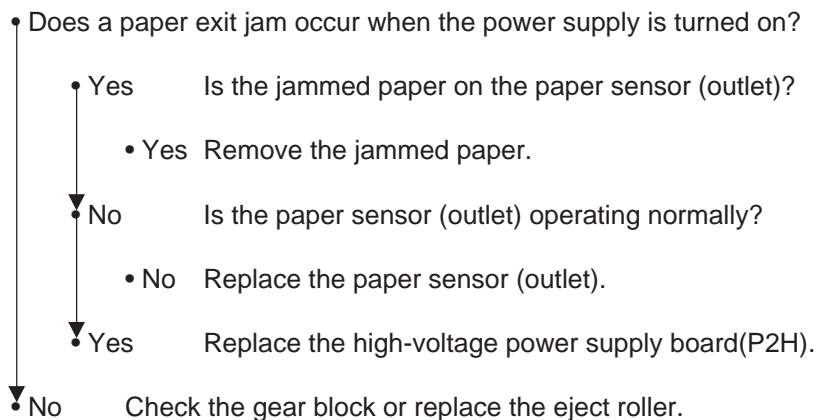 • Does a paper exit jam occur when the power supply is turned on?
• Yes Is the jammed paper on the paper sensor (outlet)?
• Yes Remove the jammed paper.
• No Is the paper sensor (outlet) operating normally?
• No Replace the paper sensor (outlet).
• Yes Replace the high-voltage power supply board(P2H).
• No Check the gear block or replace the eject roller.